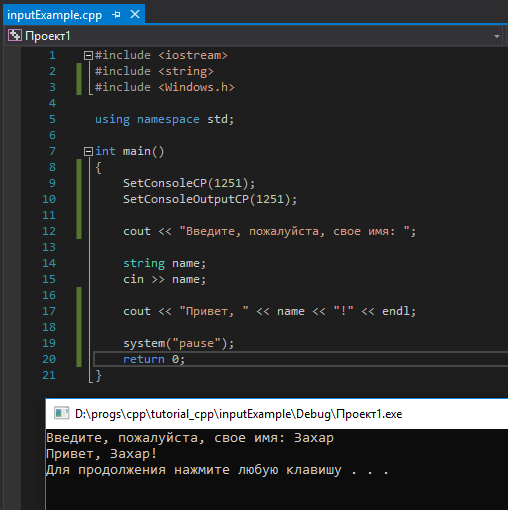 inputExample.cpp
Проект1
1 #include <iostream>
2 #include <string>
3 #include <Windows.h>
4
5 using namespace std;
6
7 int main()
8 {
9 SetConsoleCP(1251);
10 SetConsoleOutputCP(1251);
11
12 cout << "Введите, пожалуйста, свое имя: ";
13
14 string name;
15 cin >> name;
16
17 cout << "Привет, " << name << "!" << endl;
18
19 system("pause");
20 return 0;
21 }
D:\progs\cpp\tutorial_cpp\inputExample\Debug\Проект1.exe
Введите, пожалуйста, свое имя: Захар
Привет, Захар!
Для продолжения нажмите любую клавишу . . .